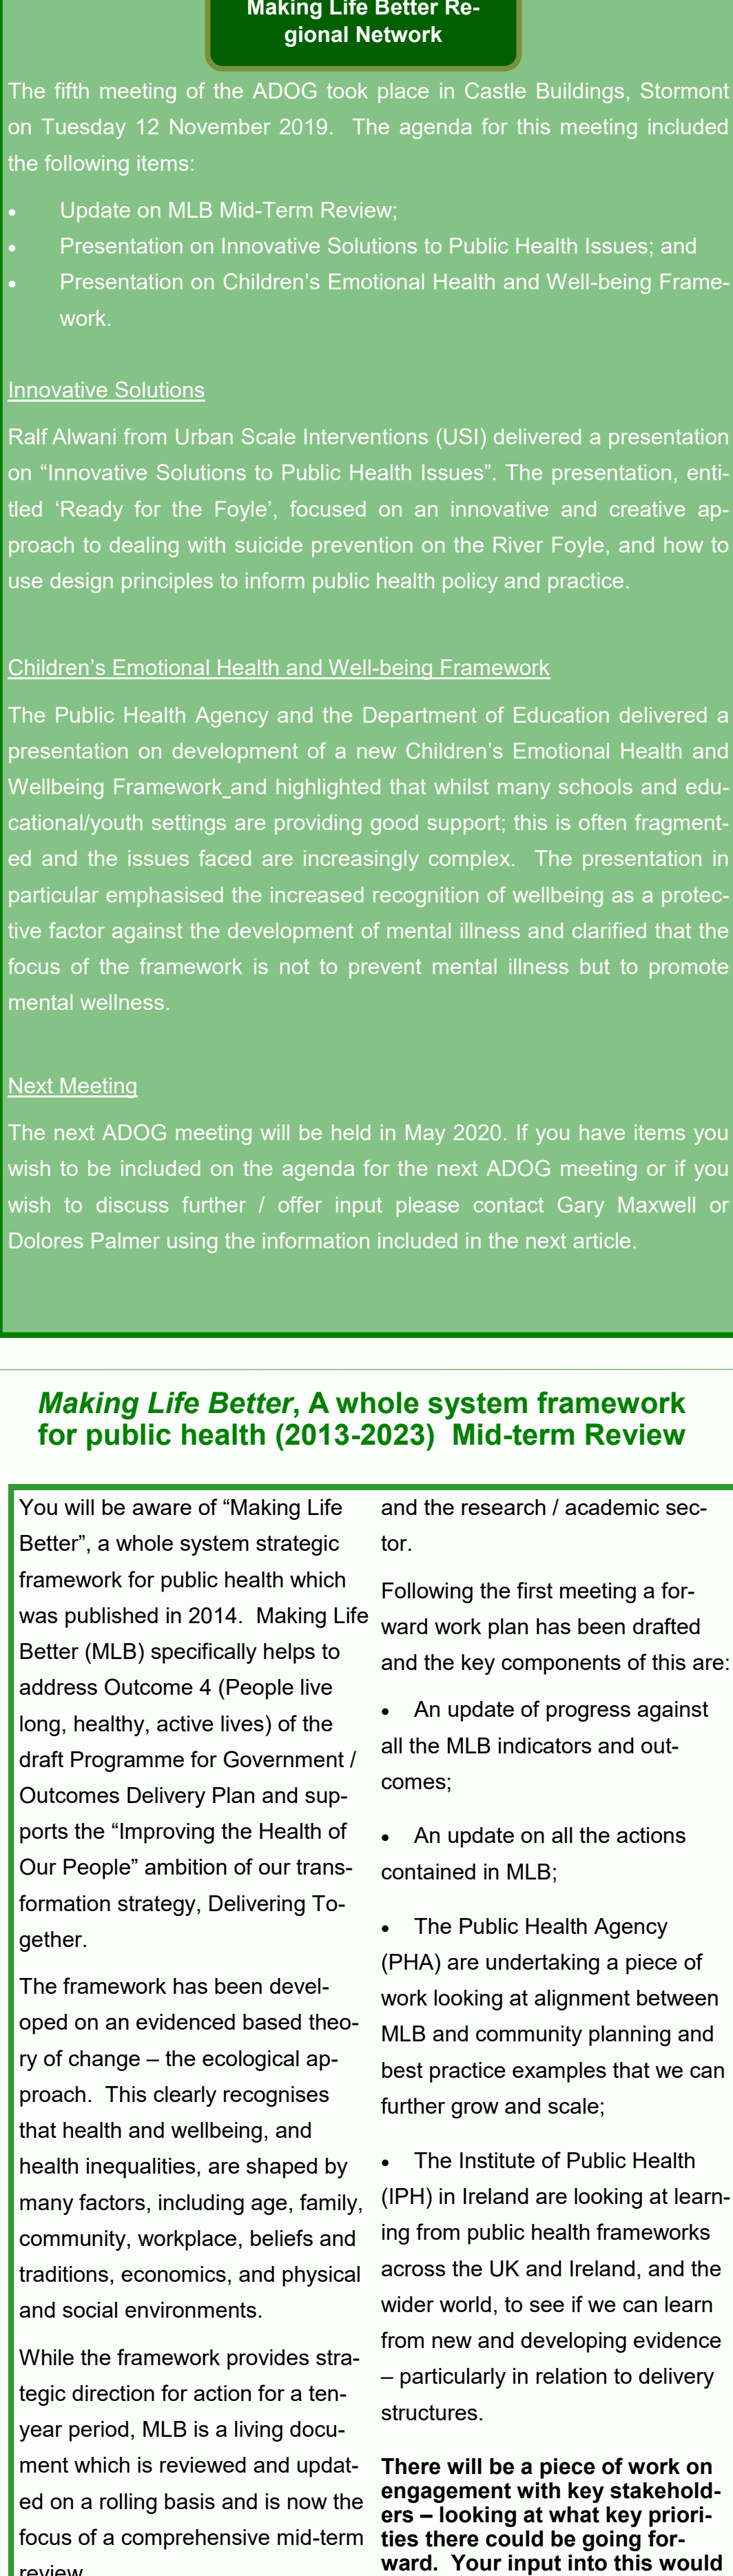 Making Life Better Re-
gional Network
The fifth meeting of the ADOG took place in Castle Buildings, Stormont
on Tuesday 12 November 2019.  The agenda for this meeting included
the following items:
• Update on MLB Mid-Term Review;
• Presentation on Innovative Solutions to Public Health Issues; and
• Presentation on Children’s Emotional Health and Well-being Frame-
work.
Innovative Solutions
Ralf Alwani from Urban Scale Interventions (USI) delivered a presentation
on “Innovative Solutions to Public Health Issues”. The presentation, enti-
tled ‘Ready for the Foyle’, focused on an innovative and creative ap-
proach to dealing with suicide prevention on the River Foyle, and how to
use design principles to inform public health policy and practice.
Children’s Emotional Health and Well-being Framework
The Public Health Agency and the Department of Education delivered a
presentation on development of a new Children’s Emotional Health and
Wellbeing Framework and highlighted that whilst many schools and edu-
cational/youth settings are providing good support; this is often fragment-
ed and the issues faced are increasingly complex.  The presentation in
particular emphasised the increased recognition of wellbeing as a protec-
tive factor against the development of mental illness and clarified that the
focus of the framework is not to prevent mental illness but to promote
mental wellness.
Next Meeting
The next ADOG meeting will be held in May 2020. If you have items you
wish to be included on the agenda for the next ADOG meeting or if you
wish to discuss further / offer input please contact Gary Maxwell or
Dolores Palmer using the information included in the next article.
Making Life Better, A whole system framework
for public health (2013-2023)  Mid-term Review
You will be aware of “Making Life
Better”, a whole system strategic
framework for public health which
was published in 2014.  Making Life
Better (MLB) specifically helps to
address Outcome 4 (People live
long, healthy, active lives) of the
draft Programme for Government /
Outcomes Delivery Plan and sup-
ports the “Improving the Health of
Our People” ambition of our trans-
formation strategy, Delivering To-
gether.
The framework has been devel-
oped on an evidenced based theo-
ry of change – the ecological ap-
proach.  This clearly recognises
that health and wellbeing, and
health inequalities, are shaped by
many factors, including age, family,
community, workplace, beliefs and
traditions, economics, and physical
and social environments.
While the framework provides stra-
tegic direction for action for a ten-
year period, MLB is a living docu-
ment which is reviewed and updat-
ed on a rolling basis and is now the
focus of a comprehensive mid-term
review
and the research / academic sec-
tor.
Following the first meeting a for-
ward work plan has been drafted
and the key components of this are:
• An update of progress against
all the MLB indicators and out-
comes;
• An update on all the actions
contained in MLB;
• The Public Health Agency
(PHA) are undertaking a piece of
work looking at alignment between
MLB and community planning and
best practice examples that we can
further grow and scale;
• The Institute of Public Health
(IPH) in Ireland are looking at learn-
ing from public health frameworks
across the UK and Ireland, and the
wider world, to see if we can learn
from new and developing evidence
– particularly in relation to delivery
structures.
There will be a piece of work on
engagement with key stakehold-
ers – looking at what key priori-
ties there could be going for-
ward.  Your input into this would